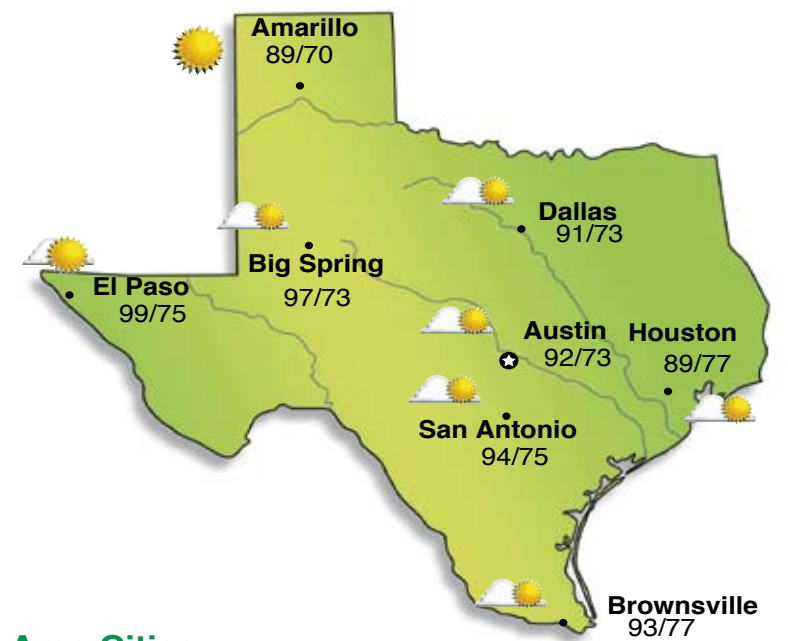 Amarillo
89/70
Dallas
91/73
Big Spring
97/73
El Paso
99/75
Austin
92/73
Houston
89/77
San Antonio
94/75
Brownsville
93/77